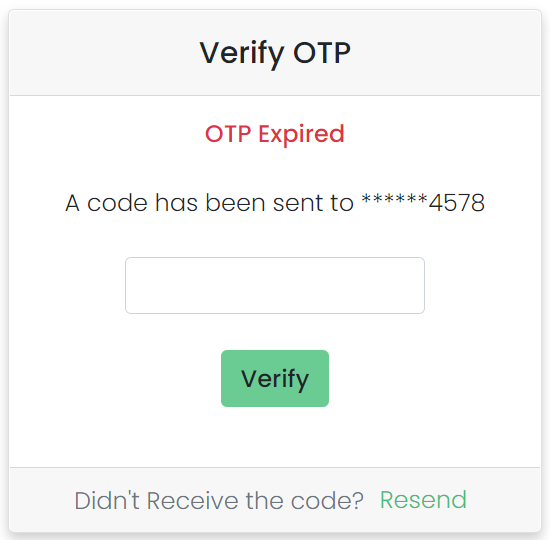 Verify OTP
OTP Expired
A code has been sent to ******4578
Verify
Didn't Receive the code? Resend